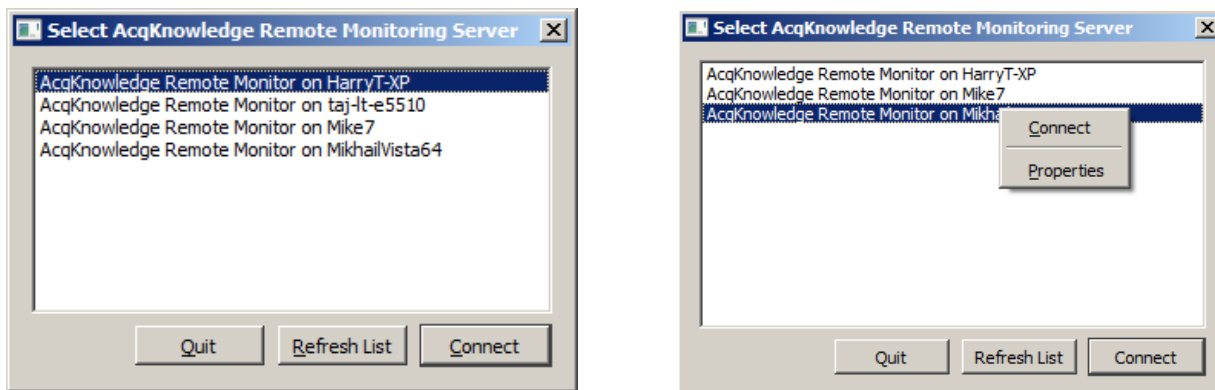 Select AcqKnowledge Remote Monitoring Server
AcqKnowledge Remote Monitor on HarryT-XP
AcqKnowledge Remote Monitor on taj-lt-e5510
AcqKnowledge Remote Monitor on Mike7
AcqKnowledge Remote Monitor on MikhailVista64
Quit
Refresh List
Connect
Select AcqKnowledge Remote Monitoring Server
AcqKnowledge Remote Monitor on HarryT-XP
AcqKnowledge Remote Monitor on Mike7
AcqKnowledge Remote Monitor on Mikha
Connect
Properties
Quit
Refresh List
Connect